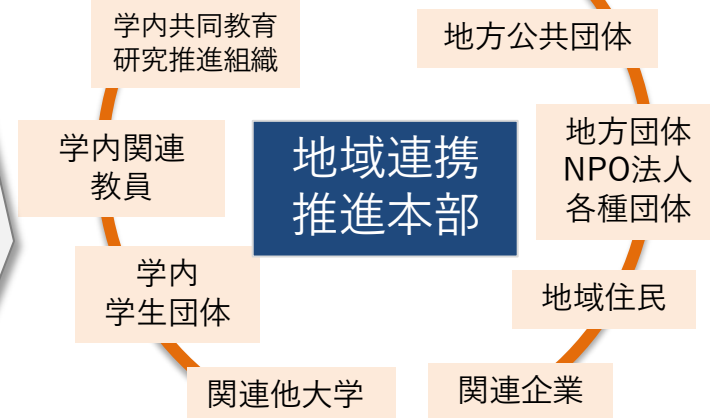 学内共同教育
研究推進組織
地方公共団体
学内関連
教員
地域連携
推進本部
地方団体
NPO法人
各種団体
学内
学生団体
地域住民
関連他大学
関連企業